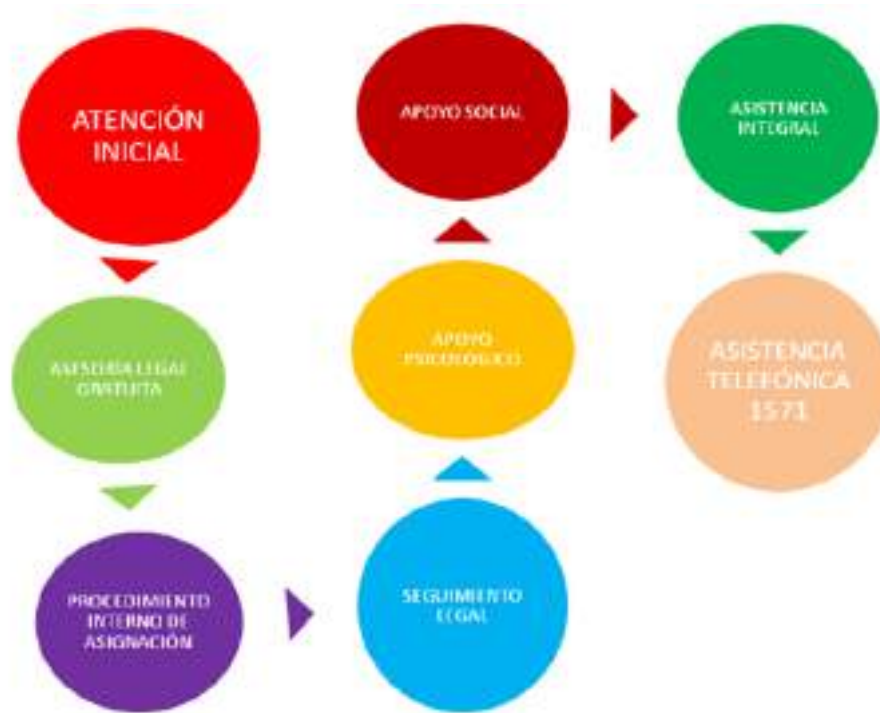 ATENCIÓN
INICIAL
ASESORÍA LEGAL
GRATUITA
PROCEDIMIENTO
INTERNO DE
ASIGNACIÓN
SEGUIMIENTO
LEGAL
APOYO
PSICOLÓGICO
APOYO SOCIAL
ASISTENCIA
INTEGRAL
ASISTENCIA
TELEFÓNICA
1571